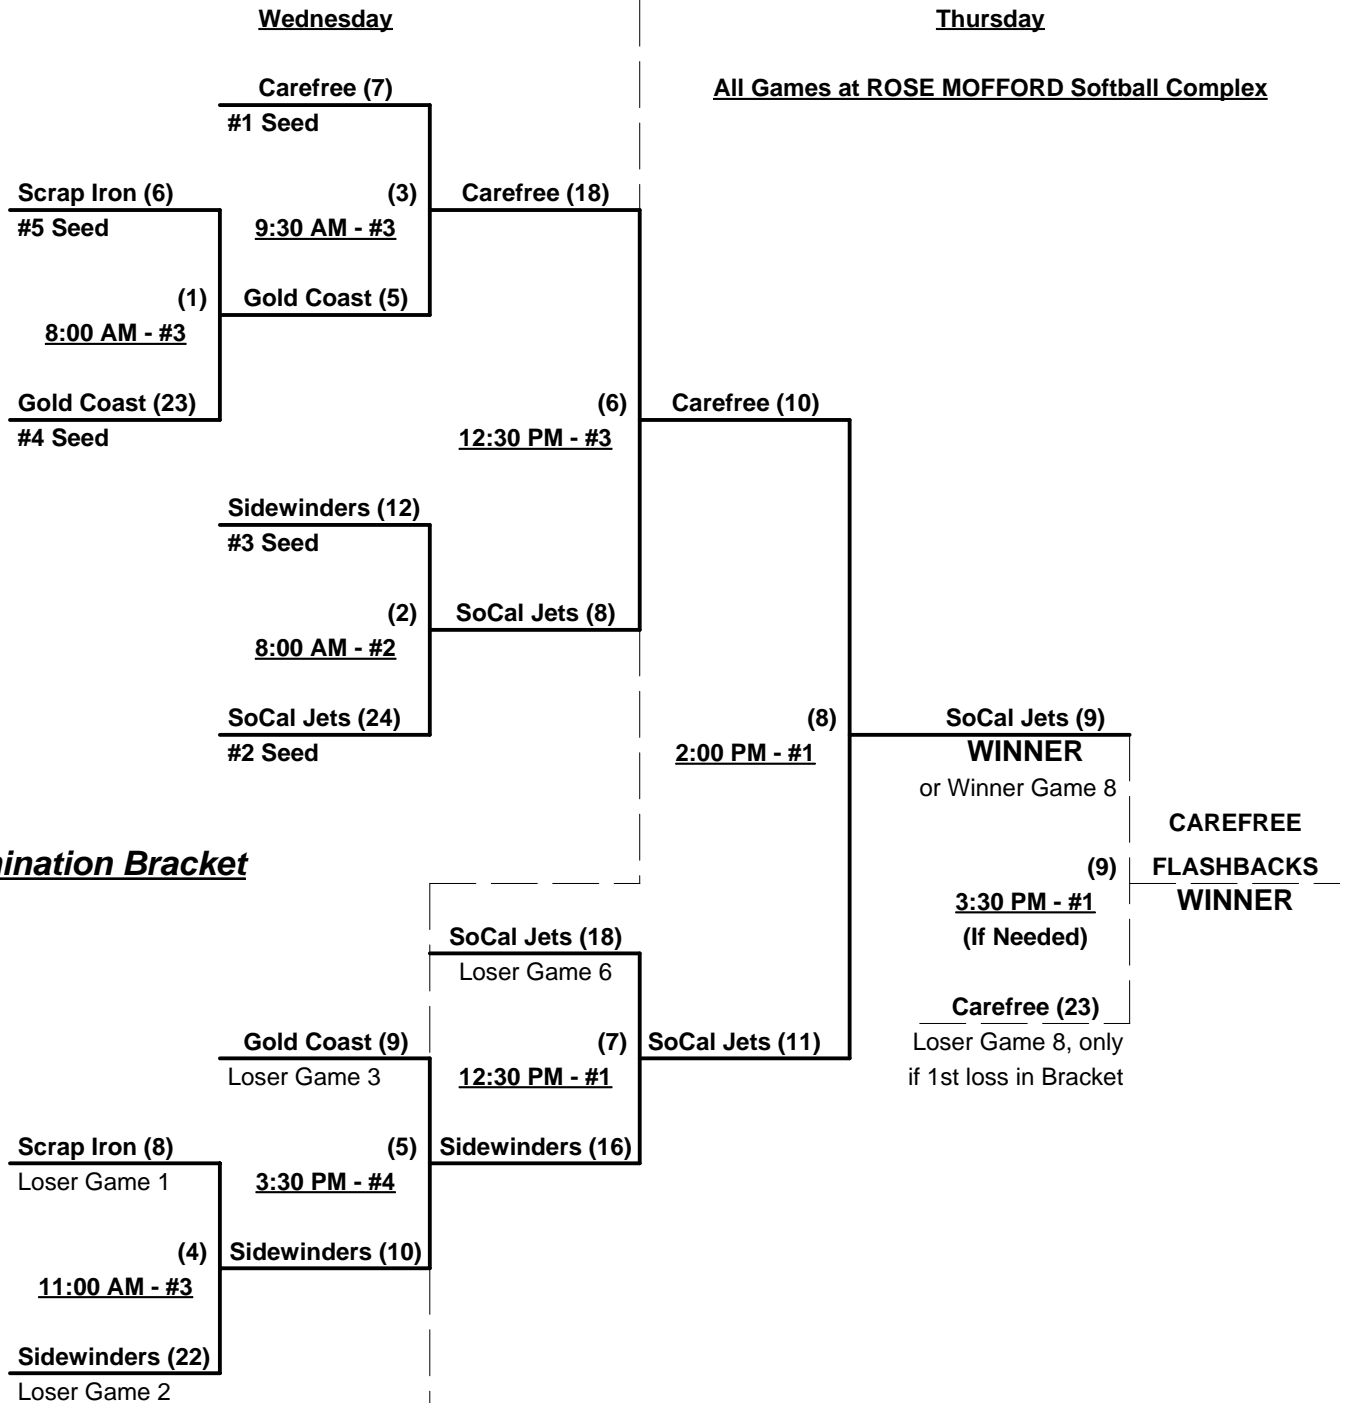 Wednesday
Thursday
Carefree (7)
All Games at ROSE MOFFORD Softball Complex
#1 Seed
Scrap Iron (6)
(3)
Carefree (18)
#5 Seed
9:30 AM - #3
(1)
Gold Coast (5)
8:00 AM - #3
Gold Coast (23)
(6)
Carefree (10)
#4 Seed
12:30 PM - #3
Sidewinders (12)
#3 Seed
(2)
SoCal Jets (8)
8:00 AM - #2
SoCal Jets (24)
(8)
SoCal Jets (9)
#2 Seed
2:00 PM - #1
WINNER
or Winner Game 8
CAREFREE
mination Bracket
(9)
FLASHBACKS
3:30 PM - #1
WINNER
SoCal Jets (18)
(If Needed)
Loser Game 6
Carefree (23)
Gold Coast (9)
(7)
SoCal Jets (11)
Loser Game 8, only
Loser Game 3
12:30 PM - #1
if 1st loss in Bracket
Scrap Iron (8)
(5)
Sidewinders (16)
Loser Game 1
3:30 PM - #4
(4)
Sidewinders (10)
11:00 AM - #3
Sidewinders (22)
Loser Game 2